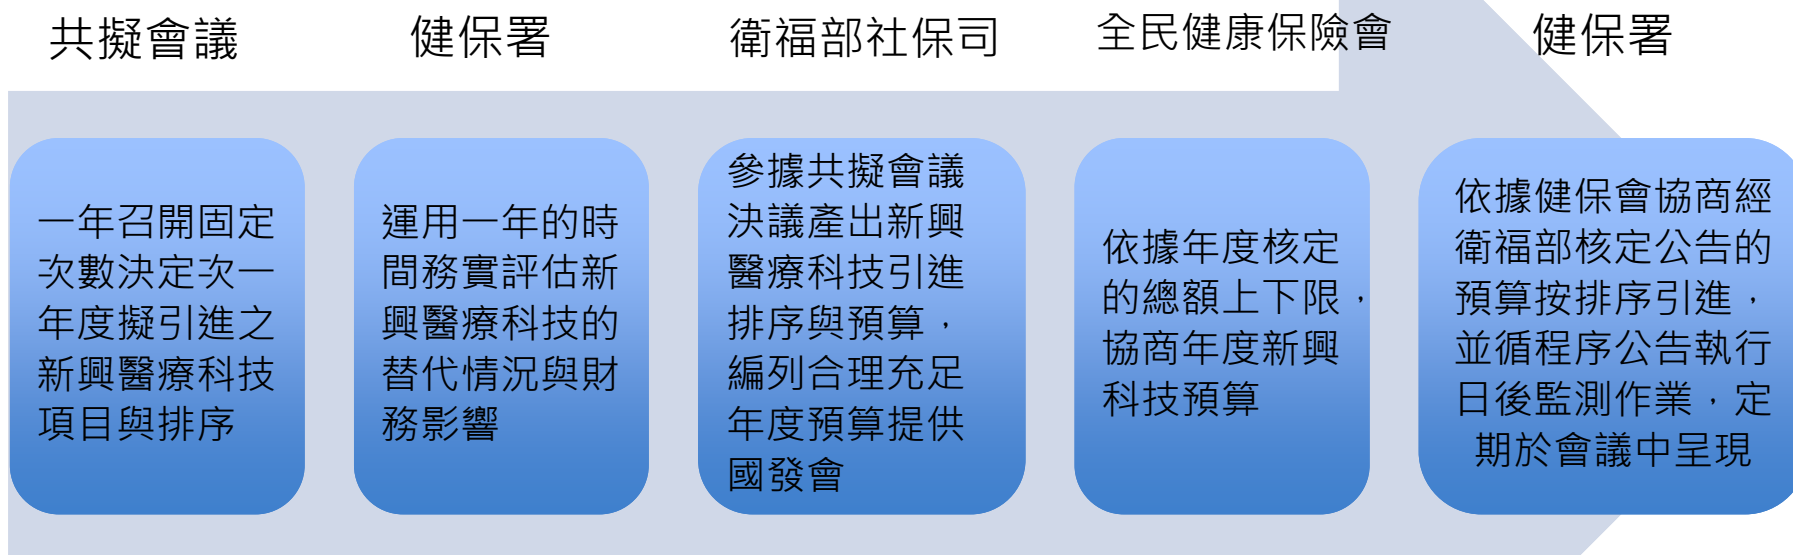 共擬會議
健保署
衛福部社保司
全民健康保險會
健保署
一年召開固定
次數決定次一
年度擬引進之
新興醫療科技
項目與排序
運用一年的時
間務實評估新
興醫療科技的
替代情況與財
務影響
參據共擬會議
決議產出新興
醫療科技引進
排序與預算，
編列合理充足
年度預算提供
國發會
依據年度核定
的總額上下限，
協商年度新興
科技預算
依據健保會協商經
衛福部核定公告的
預算按排序引進，
並循程序公告執行
日後監測作業，定
期於會議中呈現